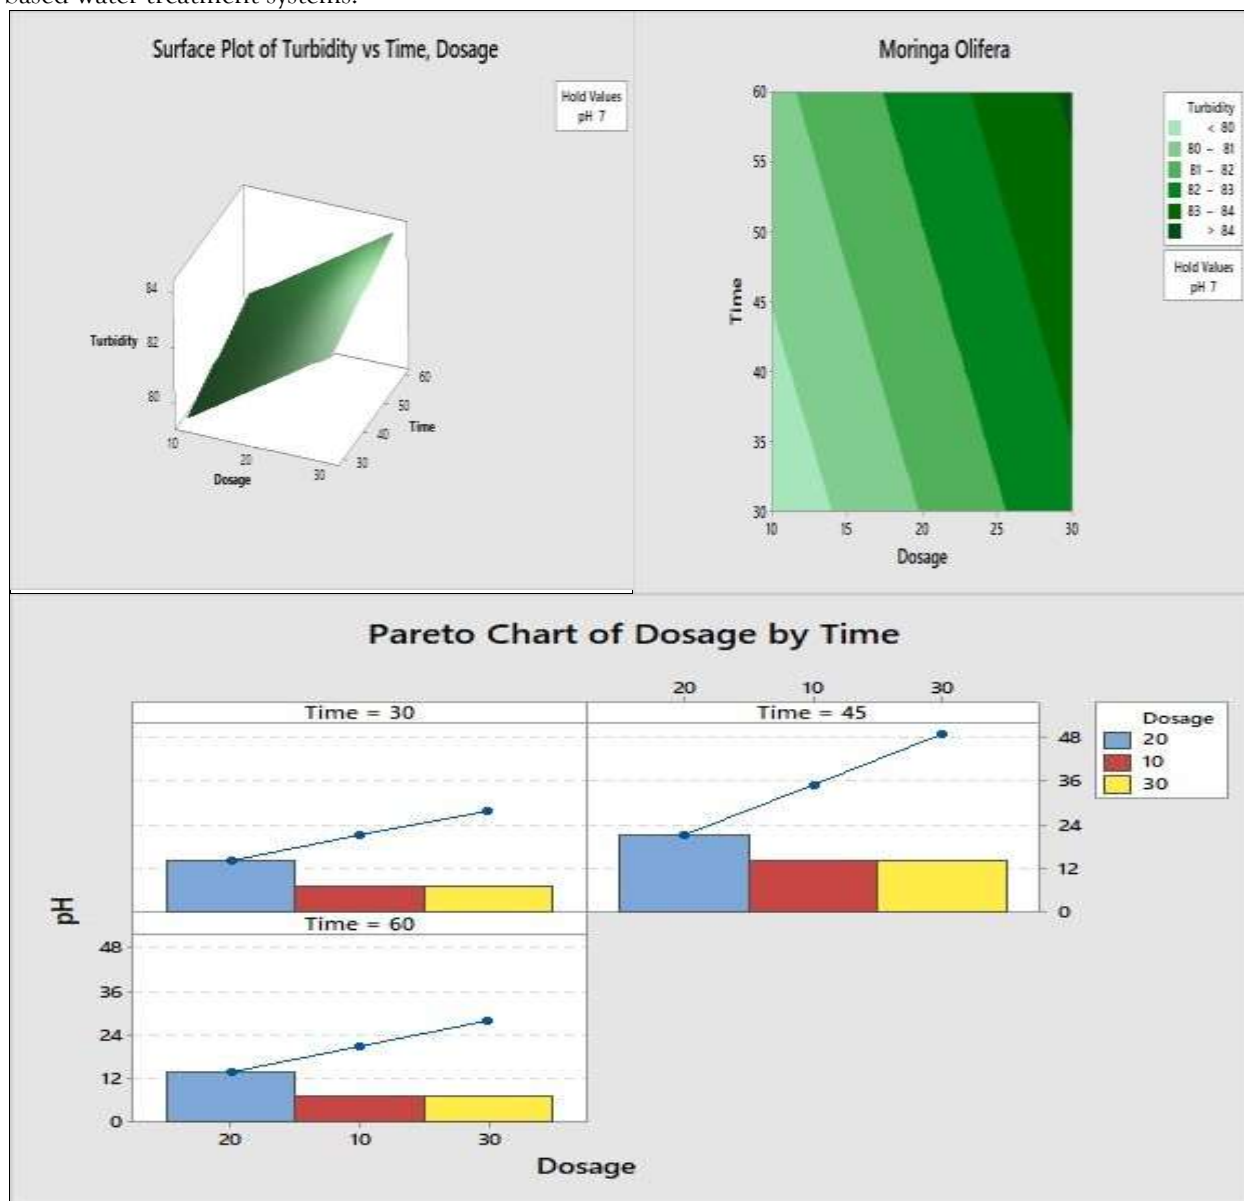 based water treatment systems.
Surface Plot of Turbidity vs Time, Dosage
Hold Values
pH 7
84
Turbidity 82
80
10
20
30
Dosage
30
40
50
60
Time
Moringa Olifera
60
55
50
45
40
35
30
Time
10 15 20 25 30
Dosage
Turbidity
< 80
80 – 81
81 – 82
82 – 83
83 – 84
> 84
Hold Values
pH 7
Pareto Chart of Dosage by Time
20 10 30
Time = 30
Time = 45
48
36
24
12
0
Dosage
20
10
30
pH
Time = 60
48
36
24
12
0
20 10 30
Dosage